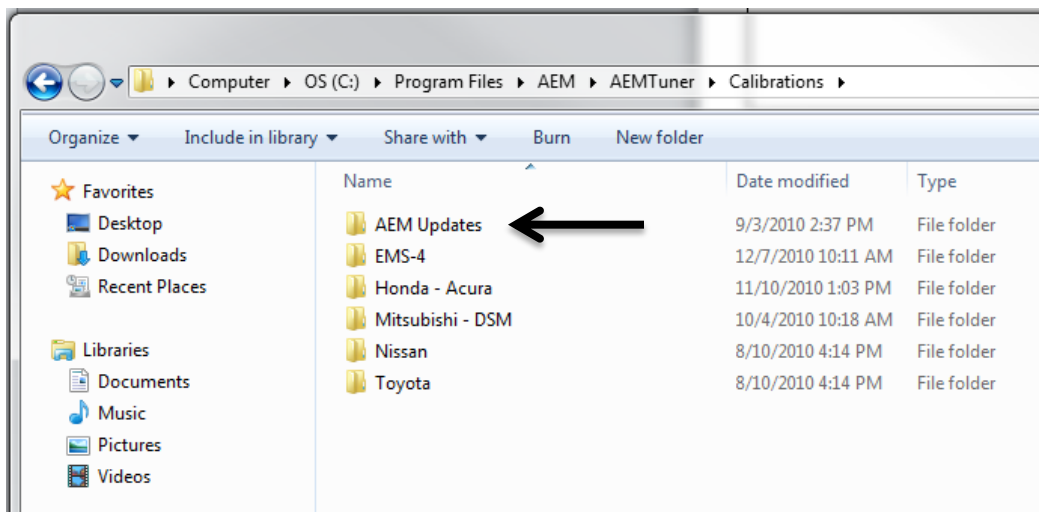 Computer OS (C:) Program Files AEM AEMTuner Calibrations
Organize Include in library Share with Burn New folder
Favorites
Desktop
Downloads
Recent Places
Libraries
Documents
Music
Pictures
Videos
Name Date modified Type
AEM Updates 9/3/2010 2:37 PM File folder
EMS-4 12/7/2010 10:11 AM File folder
Honda - Acura 11/10/2010 1:03 PM File folder
Mitsubishi - DSM 10/4/2010 10:18 AM File folder
Nissan 8/10/2010 4:14 PM File folder
Toyota 8/10/2010 4:14 PM File folder